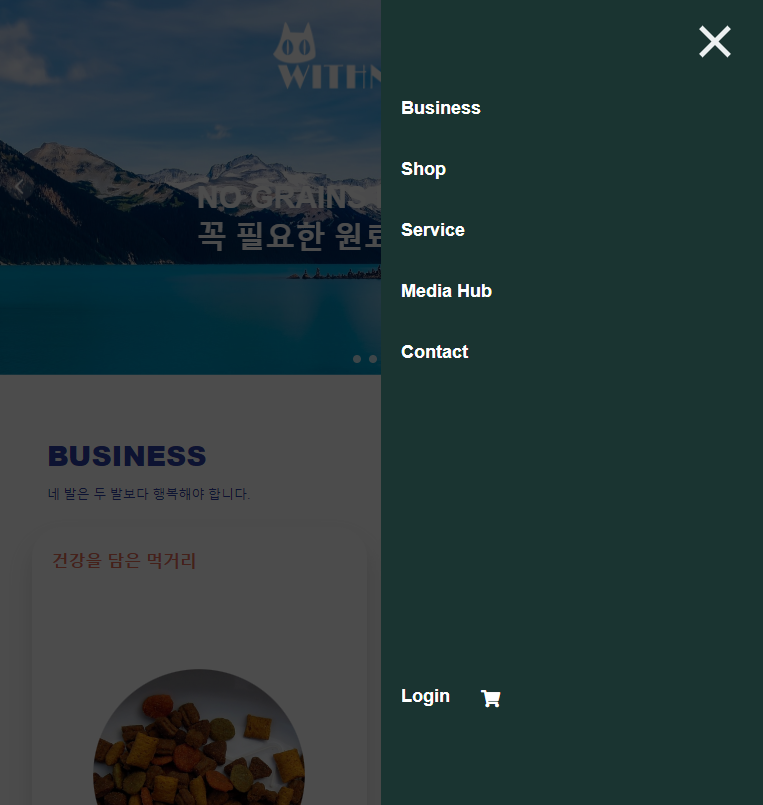 WITH
Business
Shop
NO GRAINS
꼭 필요한 원료
Service
Media Hub
Contact
BUSINESS
네 발은 두 발보다 행복해야 합니다.
건강을 담은 먹거리
Login